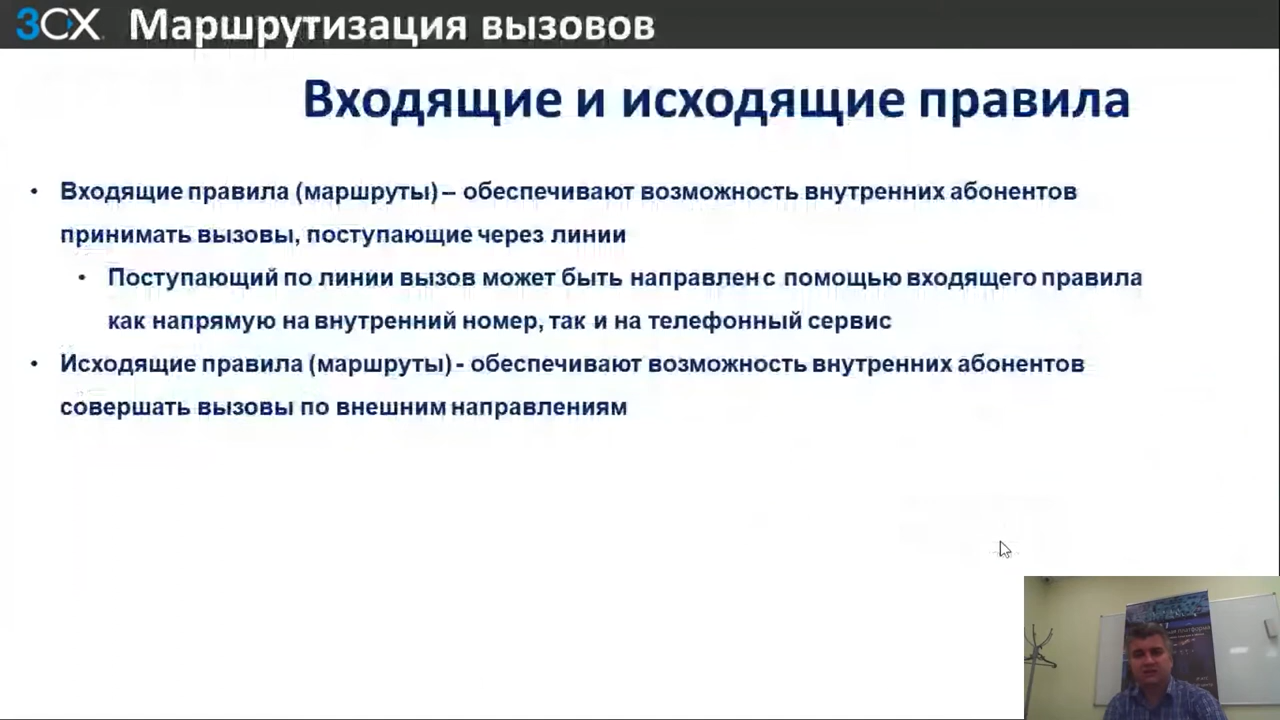 3CX Маршрутизация вызовов
Входящие и исходящие правила
• Входящие правила (маршруты) – обеспечивают возможность внутренних абонентов
принимать вызовы, поступающие через линии
• Поступающий по линии вызов может быть направлен с помощью входящего правила
как напрямую на внутренний номер, так и на телефонный сервис
• Исходящие правила (маршруты) - обеспечивают возможность внутренних абонентов
совершать вызовы по внешним направлениям
платформа